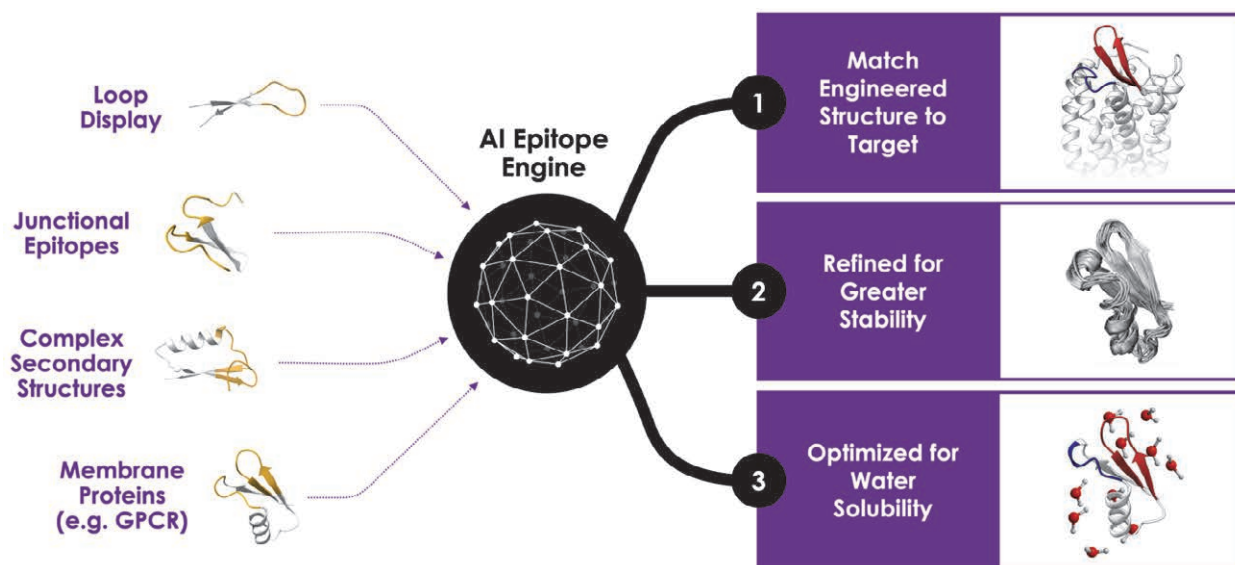 Loop
Display
Junctional
Epitopes
Complex
Secondary
Structures
Membrane
Proteins
(e.g. GPCR)
AI Epitope
Engine
1
Match
Engineered
Structure to
Target
2
Refined for
Greater
Stability
3
Optimized for
Water
Solubility